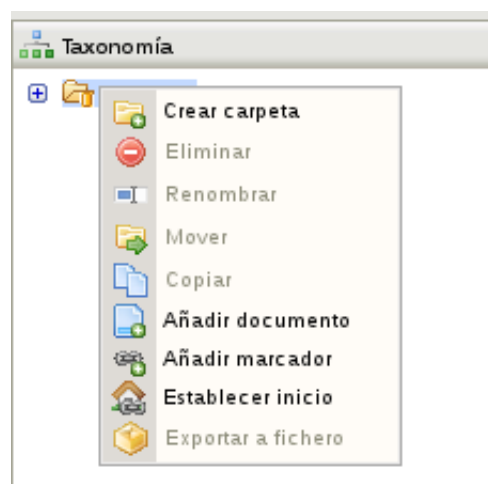 Taxonomía
Crear carpeta
Eliminar
Renombrar
Mover
Copiar
Añadir documento
Añadir marcador
Establecer inicio
Exportar a fichero